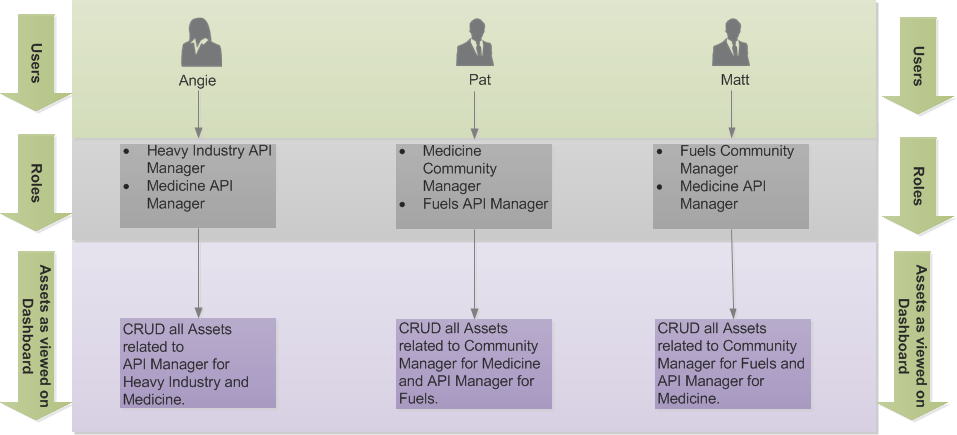 Users
Angie
Pat
Matt
Users
Roles
• Heavy Industry API
Manager
• Medicine API
Manager
• Medicine
Community
Manager
• Fuels API Manager
• Fuels Community
Manager
• Medicine API
Manager
Roles
Assets as viewed on
Dashboard
CRUD all Assets
related to
API Manager for
Heavy Industry and
Medicine.
CRUD all Assets
related to Community
Manager for Medicine
and API Manager for
Fuels.
CRUD all Assets
related to Community
Manager for Fuels and
API Manager for
Medicine.
Assets as viewed on
Dashboard